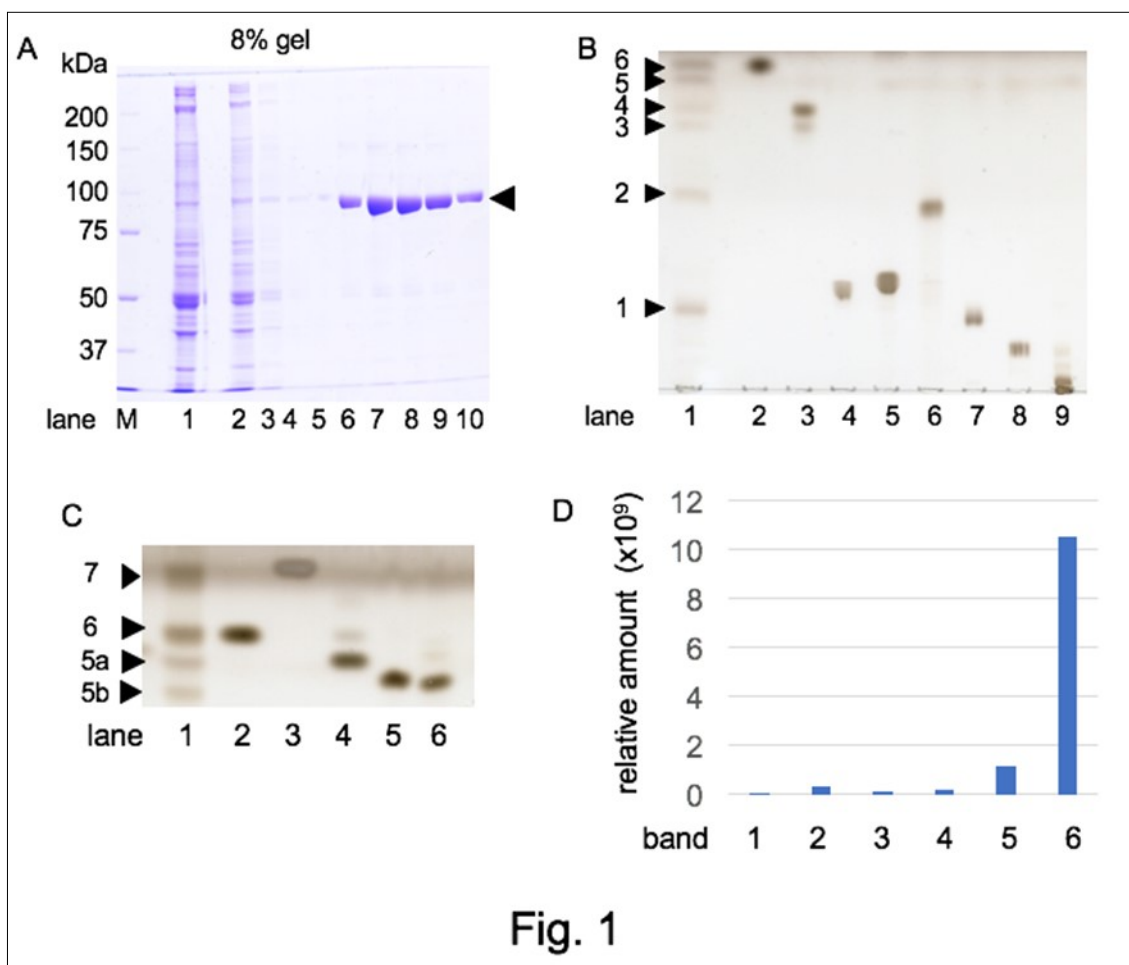 A
8% gel
kDa
200
150
100
75
50
37
lane M 1 2 3 4 5 6 7 8 9 10
B
6
5
4
3
2
1
lane 1 2 3 4 5 6 7 8 9
C
7
6
5a
5b
lane 1 2 3 4 5 6
D
relative amount (x10⁹)
12
10
8
6
4
2
0
band 1 2 3 4 5 6
Fig. 1